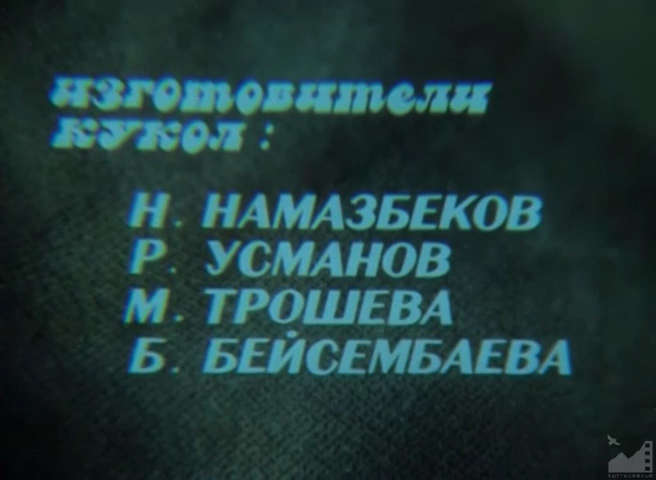 изготовители
кукол:
Н. НАМАЗБЕКОВ
Р. УСМАНОВ
М. ТРОШЕВА
Б. БЕЙСЕМБАЕВА